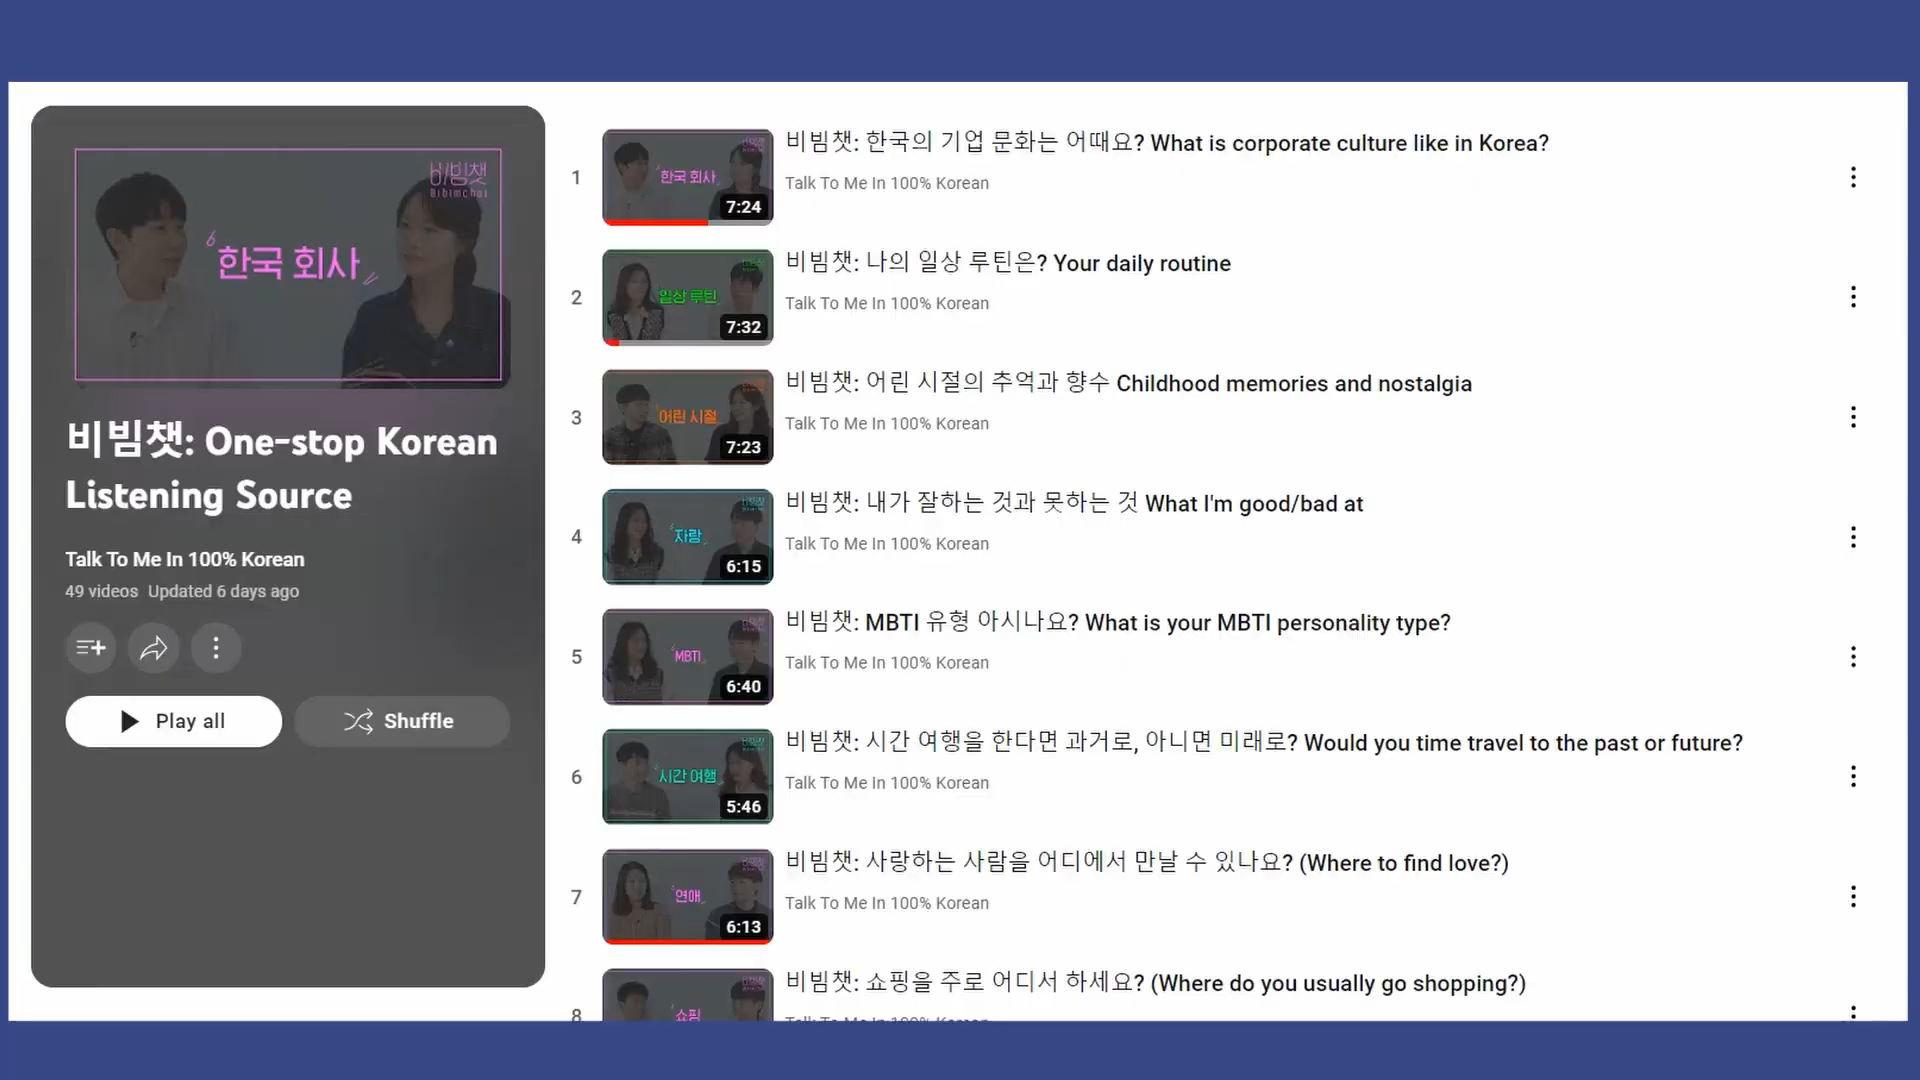 비빔챗
Bibimchat
한국 회사
비빔챗: One-stop Korean
Listening Source
Talk To Me In 100% Korean
49 videos Updated 6 days ago
Play all
Shuffle
1
한국 회사
7:24
비빔챗: 한국의 기업 문화는 어때요? What is corporate culture like in Korea?
Talk To Me In 100% Korean
2
일상 루틴
7:32
비빔챗: 나의 일상 루틴은? Your daily routine
Talk To Me In 100% Korean
3
어린 시절
7:23
비빔챗: 어린 시절의 추억과 향수 Childhood memories and nostalgia
Talk To Me In 100% Korean
4
자랑
6:15
비빔챗: 내가 잘하는 것과 못하는 것 What I'm good/bad at
Talk To Me In 100% Korean
5
MBTI
6:40
비빔챗: MBTI 유형 아시나요? What is your MBTI personality type?
Talk To Me In 100% Korean
6
시간 여행
5:46
비빔챗: 시간 여행을 한다면 과거로, 아니면 미래로? Would you time travel to the past or future?
Talk To Me In 100% Korean
7
연애
6:13
비빔챗: 사랑하는 사람을 어디에서 만날 수 있나요? (Where to find love?)
Talk To Me In 100% Korean
8
쇼핑
비빔챗: 쇼핑을 주로 어디서 하세요? (Where do you usually go shopping?)
Talk To Me In 100% Korean